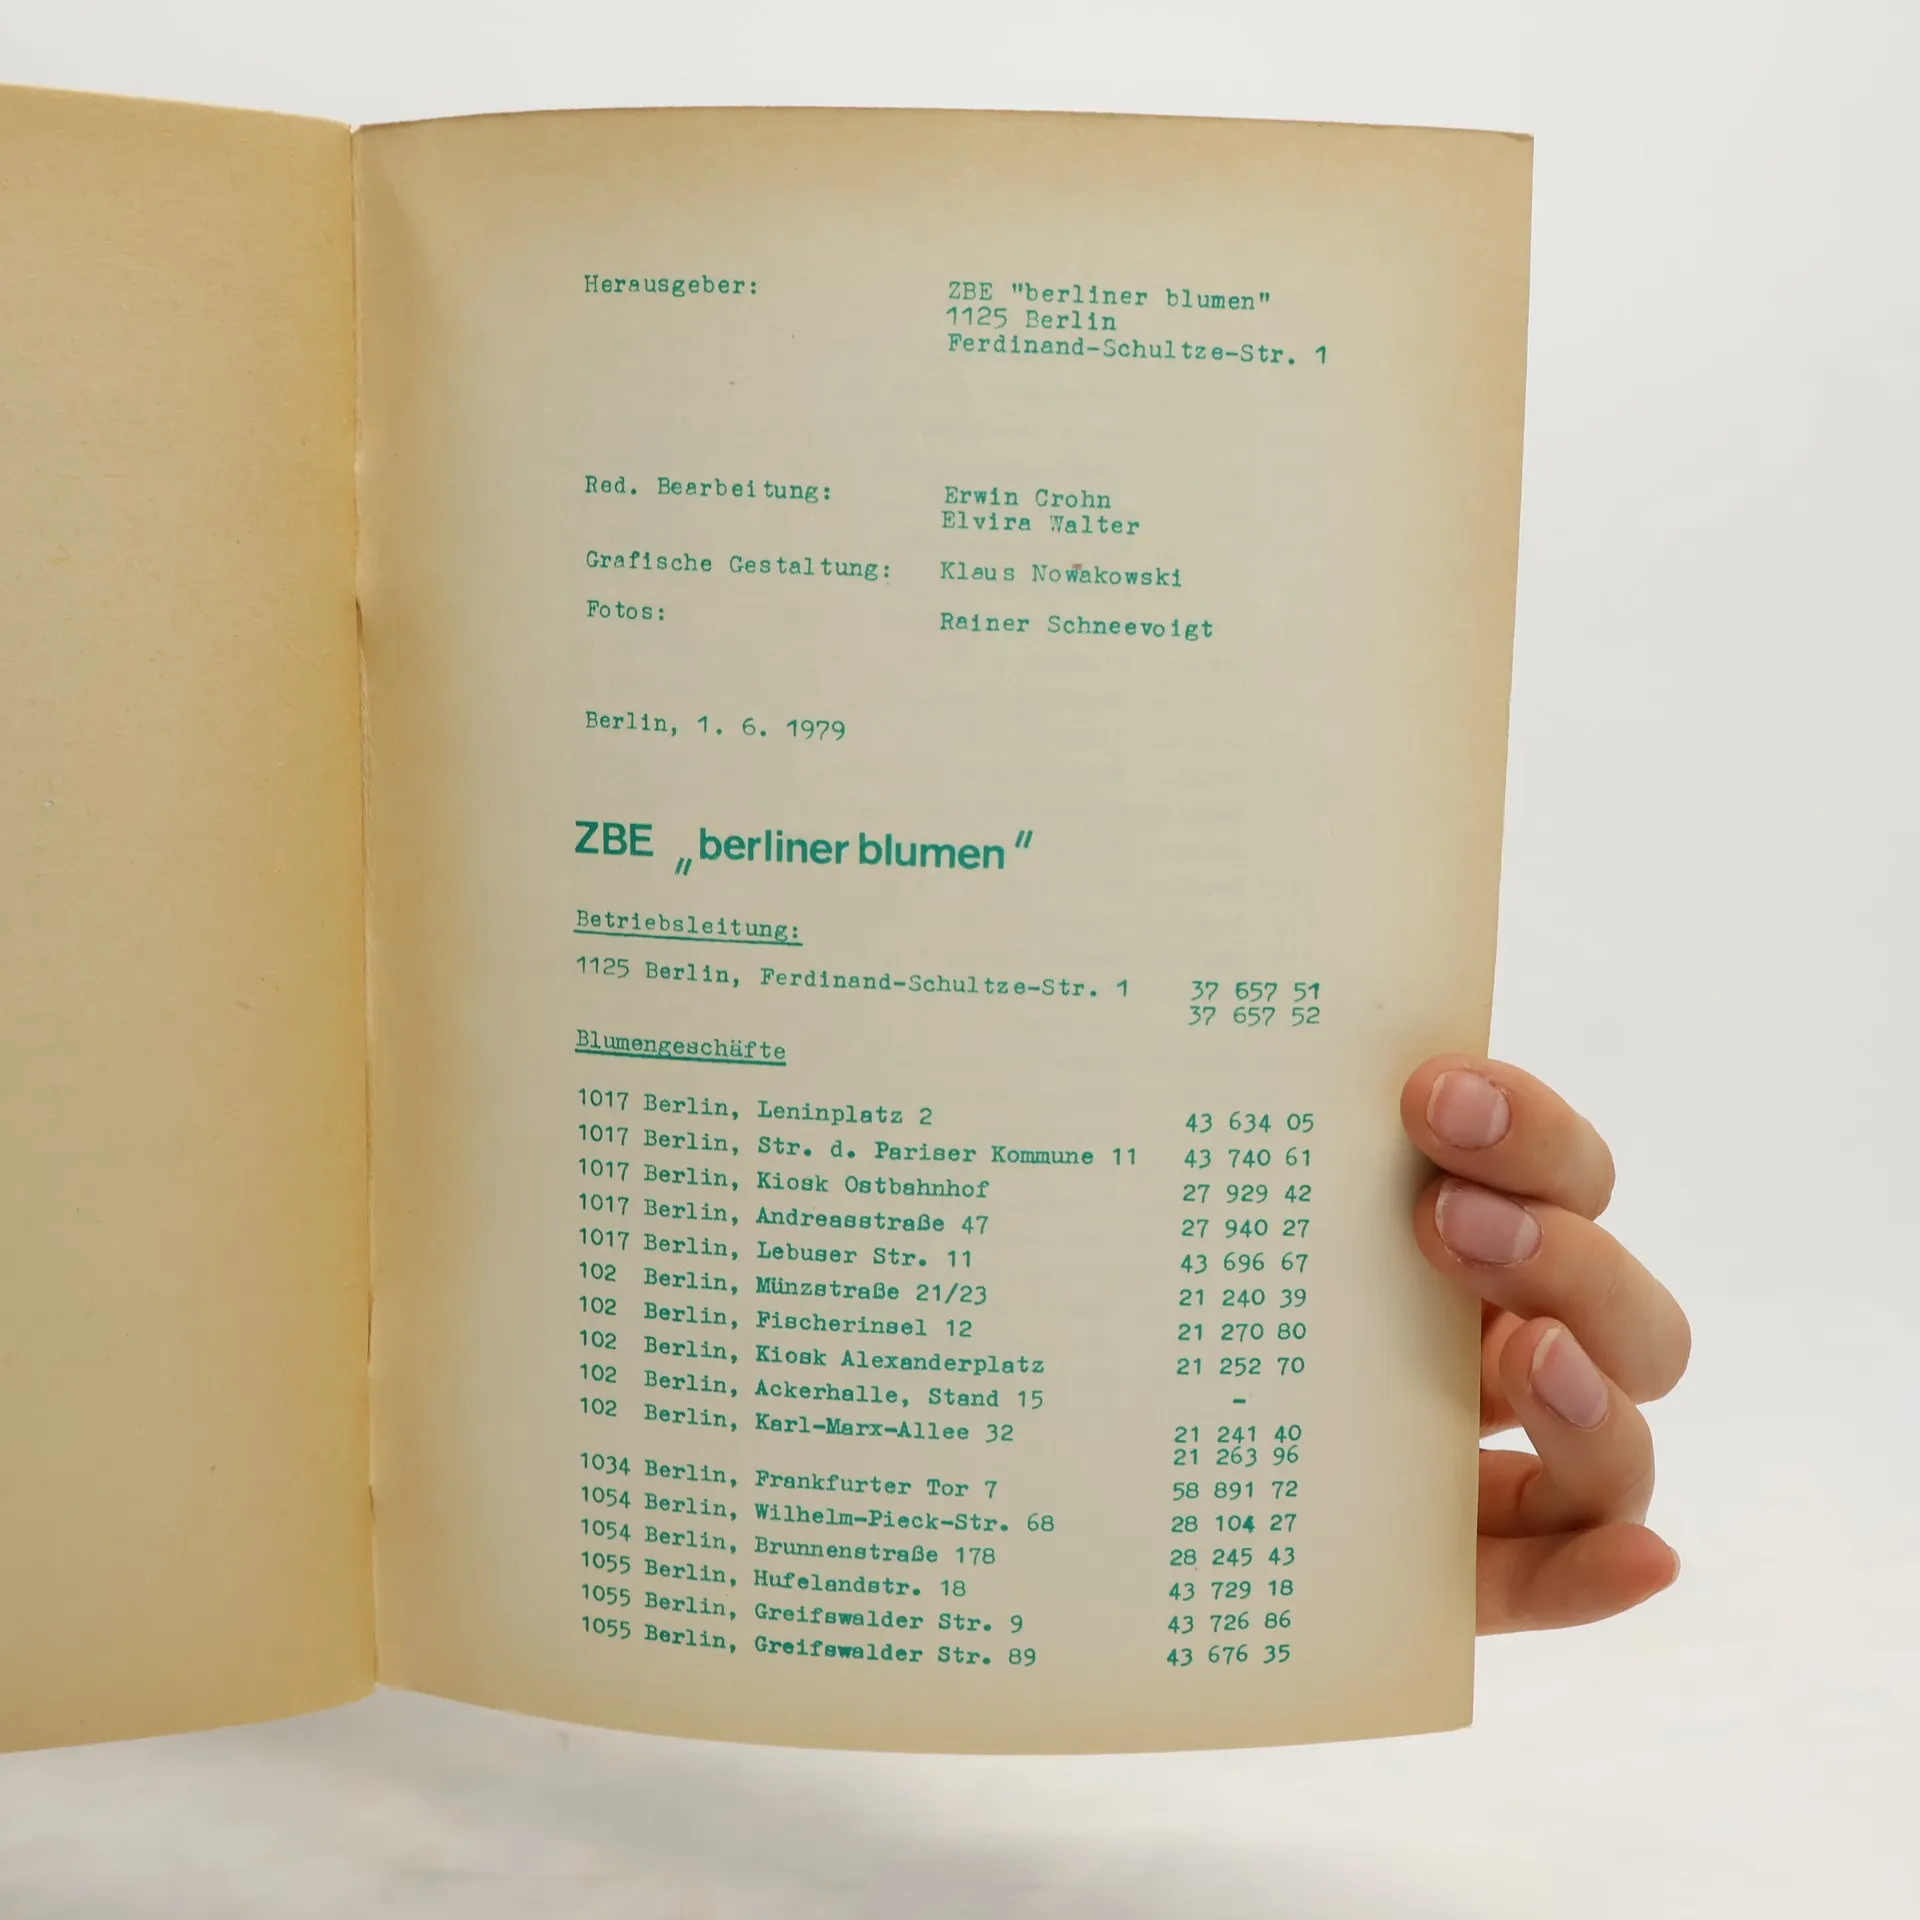 Herausgeber: ZBE "berliner blumen"
1125 Berlin
Ferdinand-Schultze-Str. 1
Red. Bearbeitung: Erwin Crohn
Elvira Walter
Grafische Gestaltung: Klaus Nowakowski
Fotos: Rainer Schneevoigt
Berlin, 1. 6. 1979
ZBE „berliner blumen"
Betriebsleitung:
1125 Berlin, Ferdinand-Schultze-Str. 1 37 657 51
37 657 52
Blumengeschäfte
1017 Berlin, Leninplatz 2 43 634 05
1017 Berlin, Str. d. Pariser Kommune 11 43 740 61
1017 Berlin, Kiosk Ostbahnhof 27 929 42
1017 Berlin, Andreasstraße 47 27 940 27
1017 Berlin, Lebuser Str. 11 43 696 67
102 Berlin, Münzstraße 21/23 21 240 39
102 Berlin, Fischerinsel 12 21 270 80
102 Berlin, Kiosk Alexanderplatz 21 252 70
102 Berlin, Ackerhalle, Stand 15 -
102 Berlin, Karl-Marx-Allee 32 21 241 40
21 263 96
1034 Berlin, Frankfurter Tor 7 58 891 72
1054 Berlin, Wilhelm-Pieck-Str. 68 28 104 27
1054 Berlin, Brunnenstraße 178 28 245 43
1055 Berlin, Hufelandstr. 18 43 729 18
1055 Berlin, Greifswalder Str. 9 43 726 86
1055 Berlin, Greifswalder Str. 89 43 676 35